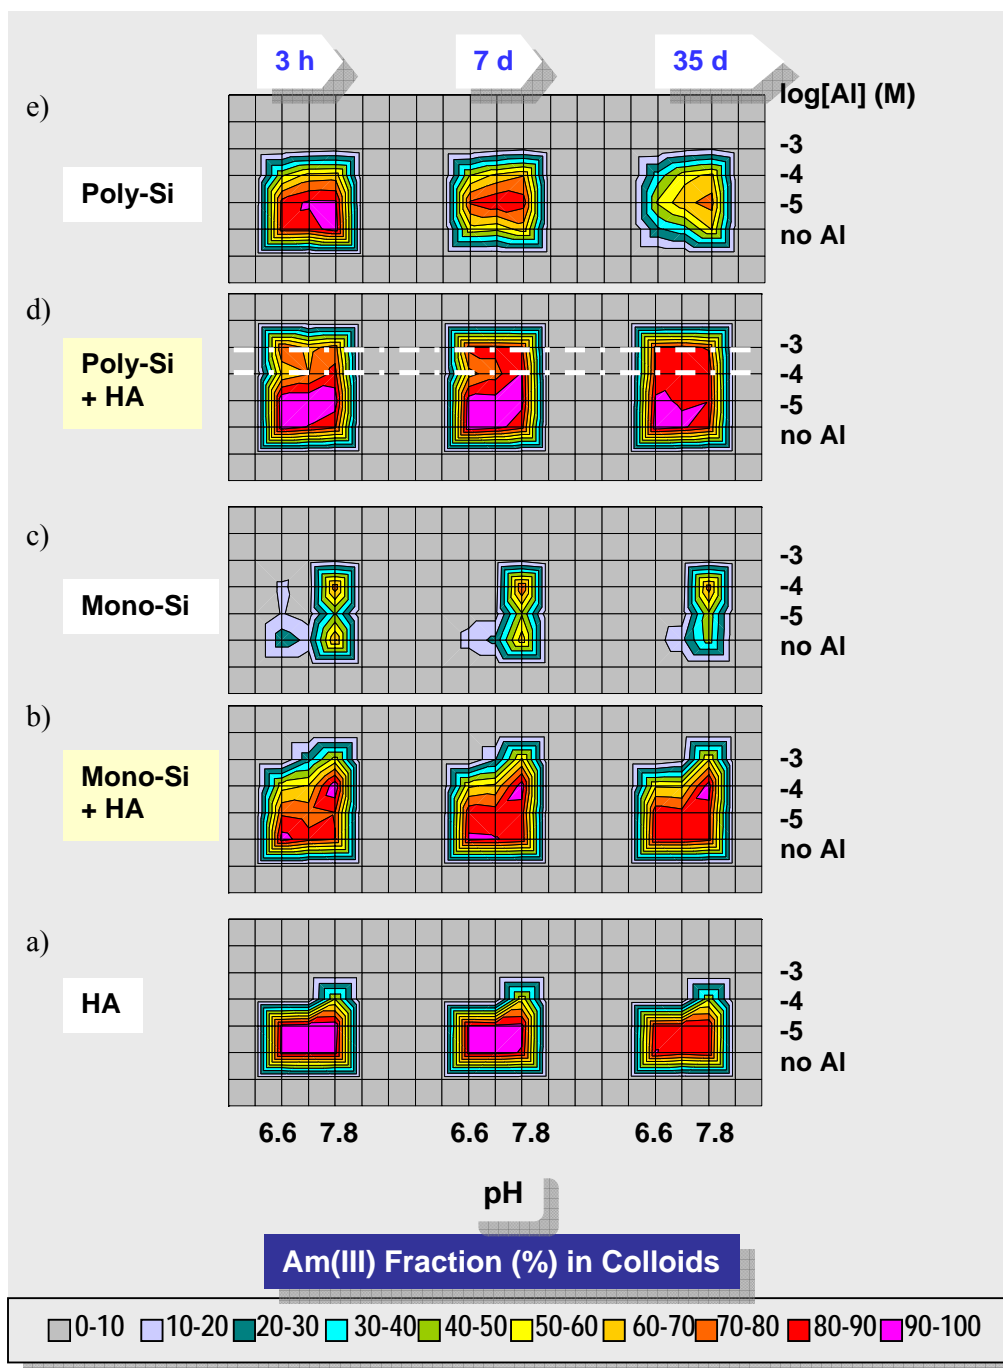 3 h 7 d 35 d
log[Al] (M)
e)
Poly-Si
-3
-4
-5
no Al
d)
Poly-Si
+ HA
-3
-4
-5
no Al
c)
Mono-Si
-3
-4
-5
no Al
b)
Mono-Si
+ HA
-3
-4
-5
no Al
a)
HA
-3
-4
-5
no Al
6.6 7.8 6.6 7.8 6.6 7.8
pH
Am(III) Fraction (%) in Colloids
0-10 10-20 20-30 30-40 40-50 50-60 60-70 70-80 80-90 90-100